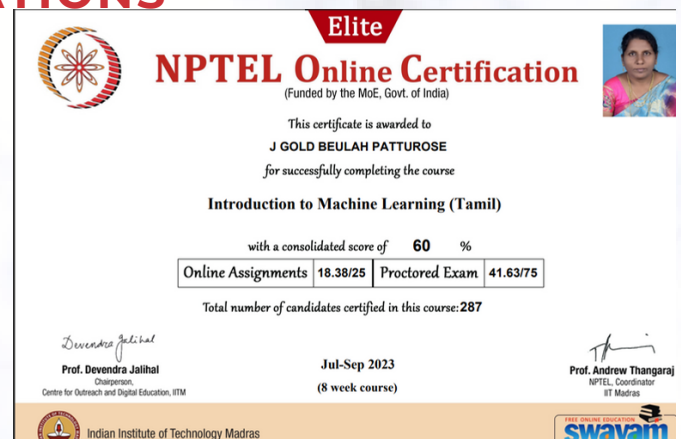 ATIONS
Elite
NPTEL Online Certification
(Funded by the MoE, Govt. of India)
This certificate is awarded to
J GOLD BEULAH PATTUROSE
for successfully completing the course
Introduction to Machine Learning (Tamil)
with a consolidated score of 60 %
Online Assignments 18.38/25 Proctored Exam 41.63/75
Total number of candidates certified in this course:287
Devendra Jalihal
Prof. Devendra Jalihal
Chairperson,
Centre for Outreach and Digital Education, IITM
Jul-Sep 2023
(8 week course)
Prof. Andrew Thangaraj
NPTEL, Coordinator
IIT Madras
Indian Institute of Technology Madras
FREE ONLINE EDUCATION
swayam